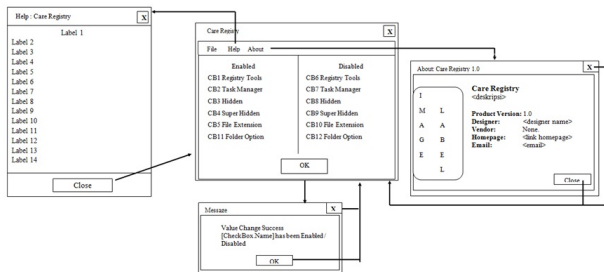 Help : Care Registry
X
Label 1
Label 2
Label 3
Label 4
Label 5
Label 6
Label 7
Label 8
Label 9
Label 10
Label 11
Label 12
Label 13
Label 14
Close
Care Registry
X
File Help About
Enabled Disabled
CB1 Registry Tools CB6 Registry Tools
CB2 Task Manager CB7 Task Manager
CB3 Hidden CB8 Hidden
CB4 Super Hidden CB9 Super Hidden
CB5 File Extension CB10 File Extension
CB11 Folder Option CB12 Folder Option
OK
Message
X
Value Change Success
[CheckBox.Name] has been Enabled/
Disabled
OK
About: Care Registry 1.0
X
I
M L
A A
G B
E E
L
Care Registry
<deskripsi>
Product Version: 1.0
Designer: <designer name>
Vendor: None.
Homepage: <link homepage>
Email: <email>
Close